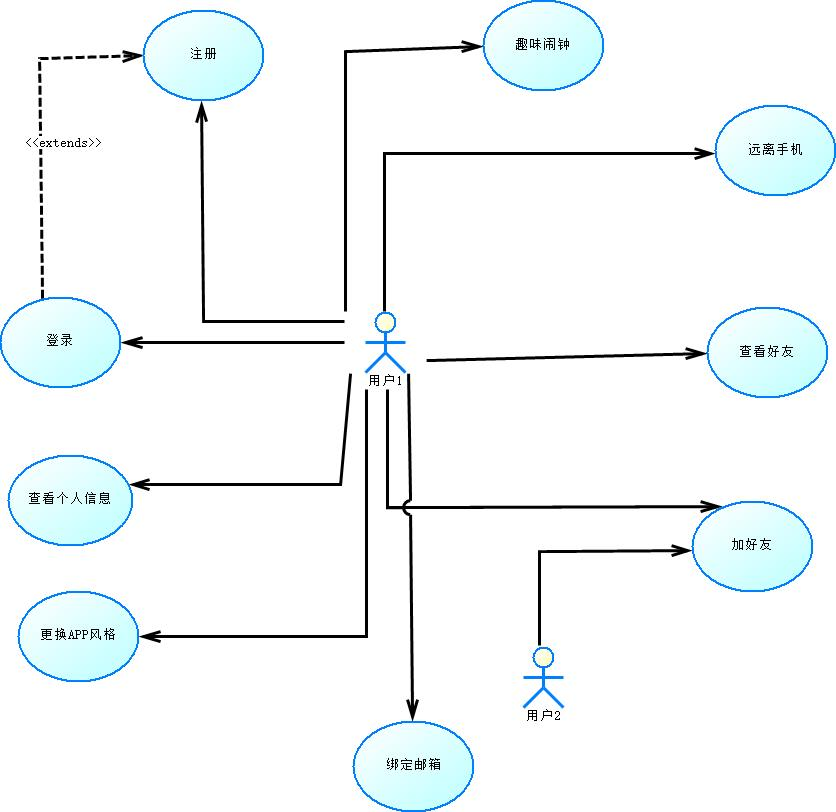 注册
趣味闹钟
<<extends>>
远离手机
登录
用户1
查看好友
查看个人信息
加好友
更换APP风格
用户2
绑定邮箱